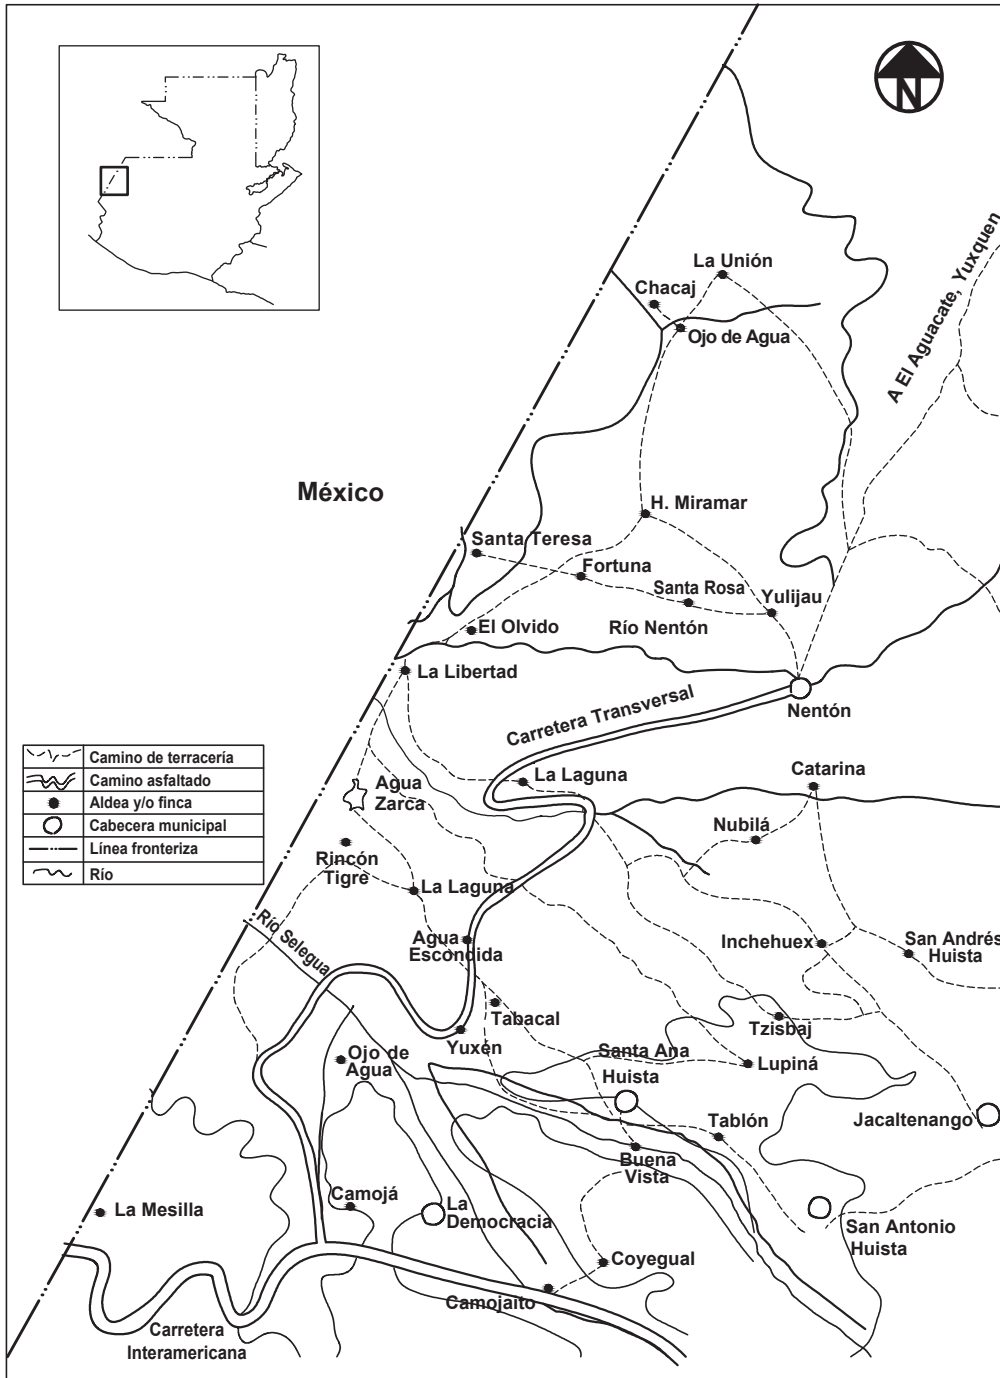 N
La Unión
Chacaj
Ojo de Agua
A El Aguacate, Yuxquen
México
H. Miramar
Santa Teresa
Fortuna
Santa Rosa
Yulijau
El Olvido
Río Nentón
La Libertad
Carretera Transversal
Nentón
Camino de terracería
Camino asfaltado
Aldea y/o finca
Cabecera municipal
Línea fronteriza
Río
Agua
Zarca
La Laguna
Catarina
Nubilá
Rincón
Tigre
La Laguna
Río Selegua
Agua
Escondida
Inchehuex
San Andrés
Huista
Tabacal
Tzisbaj
Yuxen
Ojo de
Agua
Santa Ana
Huista
Lupiná
Tablón
Jacaltenango
Buena
Vista
La Mesilla
Camojá
La
Democracia
San Antonio
Huista
Coyegual
Camojaito
Carretera
Interamericana